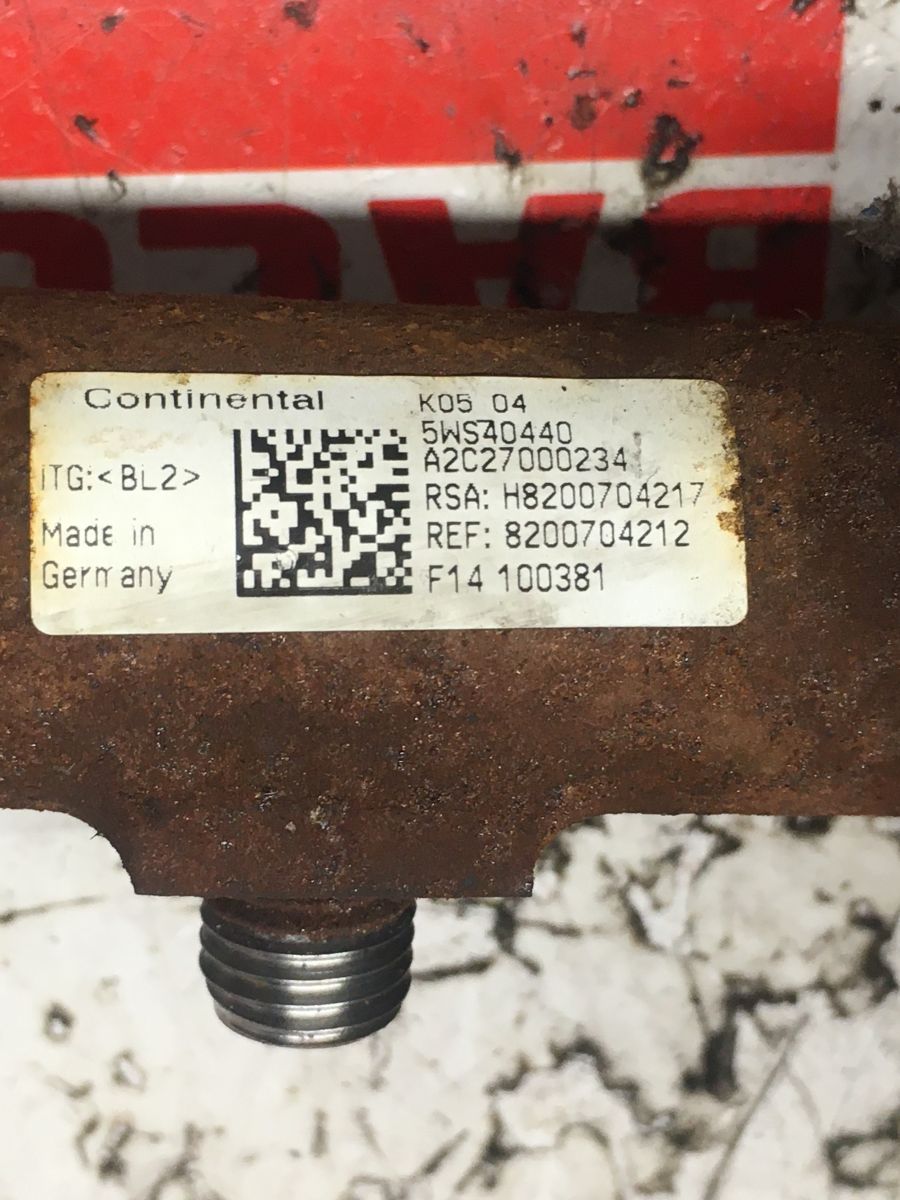 Continental
ITG:<BL2>
Made in
Germany
K05 04
5WS40440
A2C27000234
RSA: H8200704217
REF: 8200704212
F14 100381